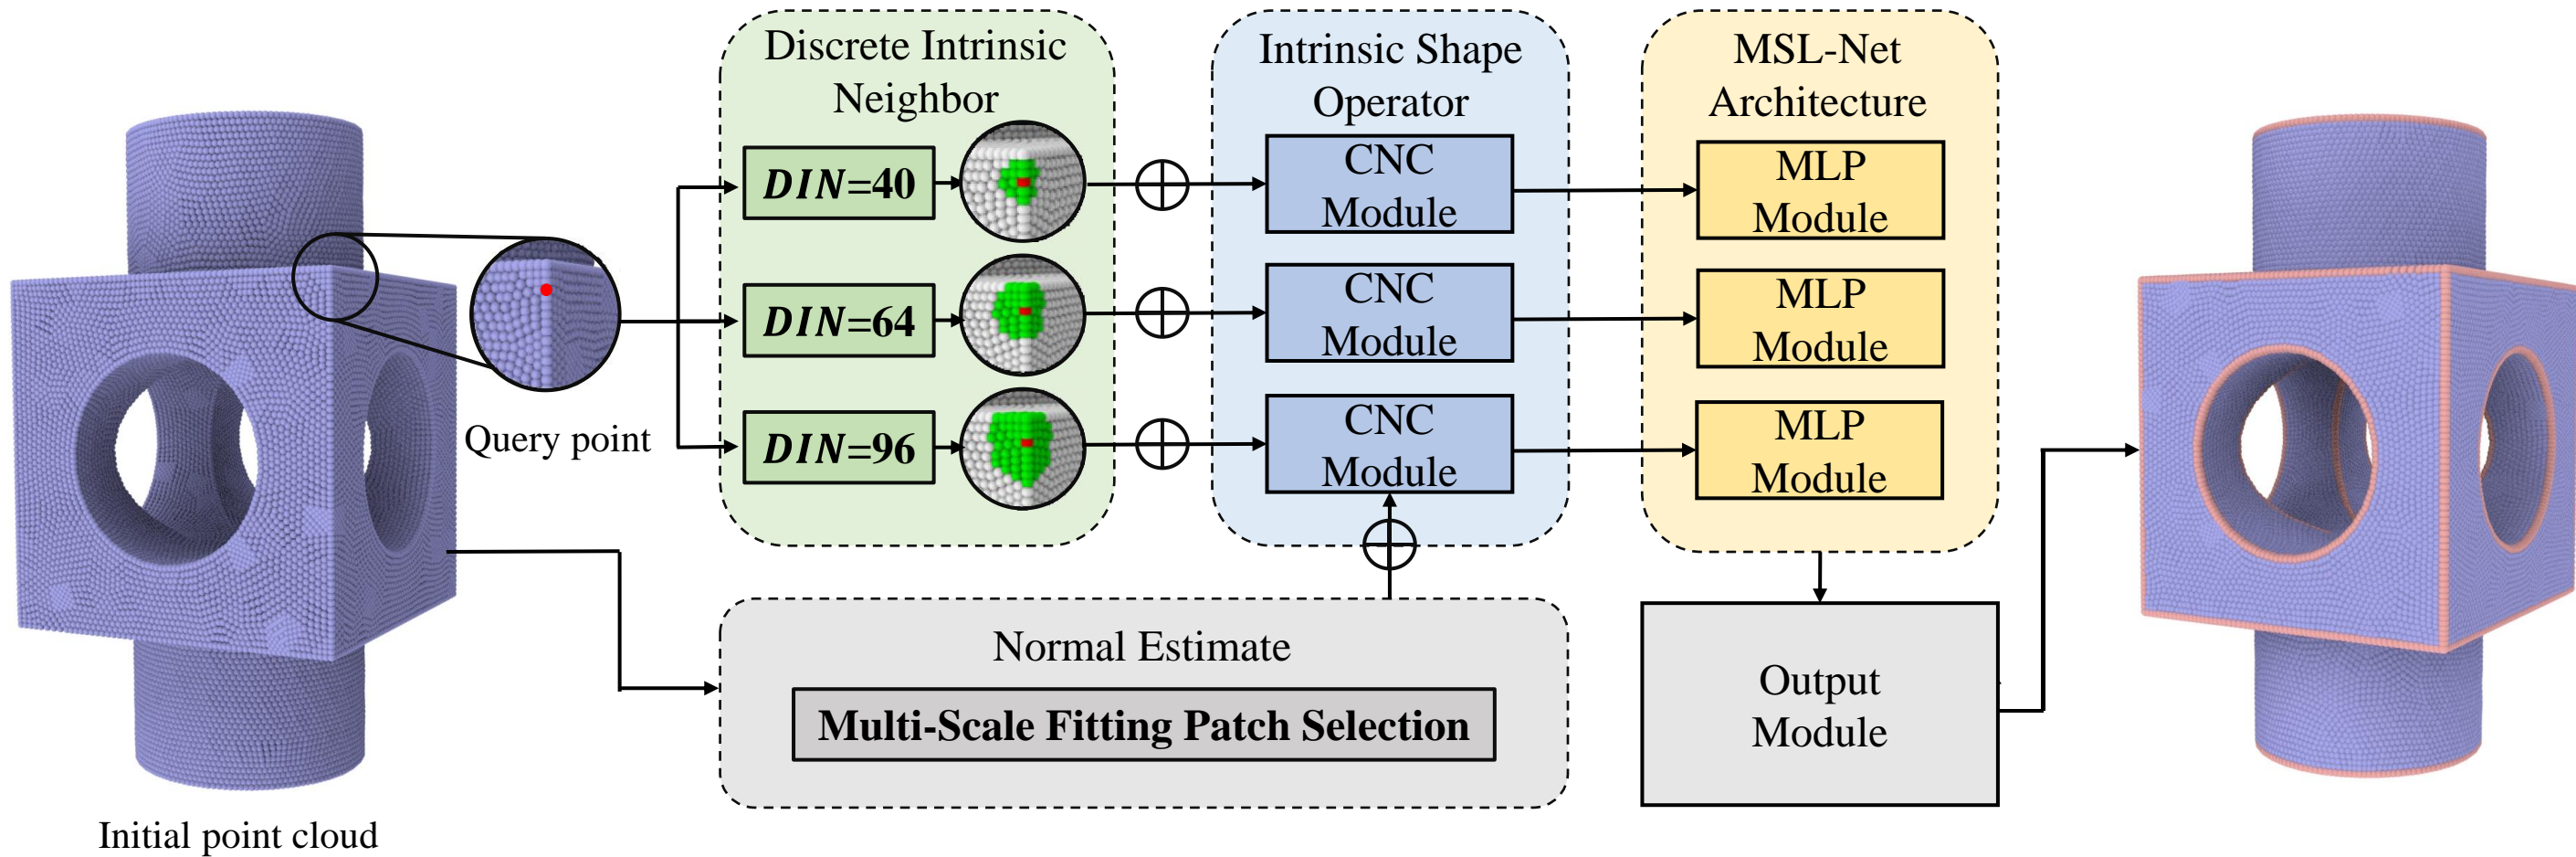 Discrete Intrinsic
Neighbor
DIN=40
DIN=64
DIN=96
Intrinsic Shape
Operator
CNC
Module
CNC
Module
CNC
Module
MSL-Net
Architecture
MLP
Module
MLP
Module
MLP
Module
Query point
Normal Estimate
Multi-Scale Fitting Patch Selection
Output
Module
Initial point cloud